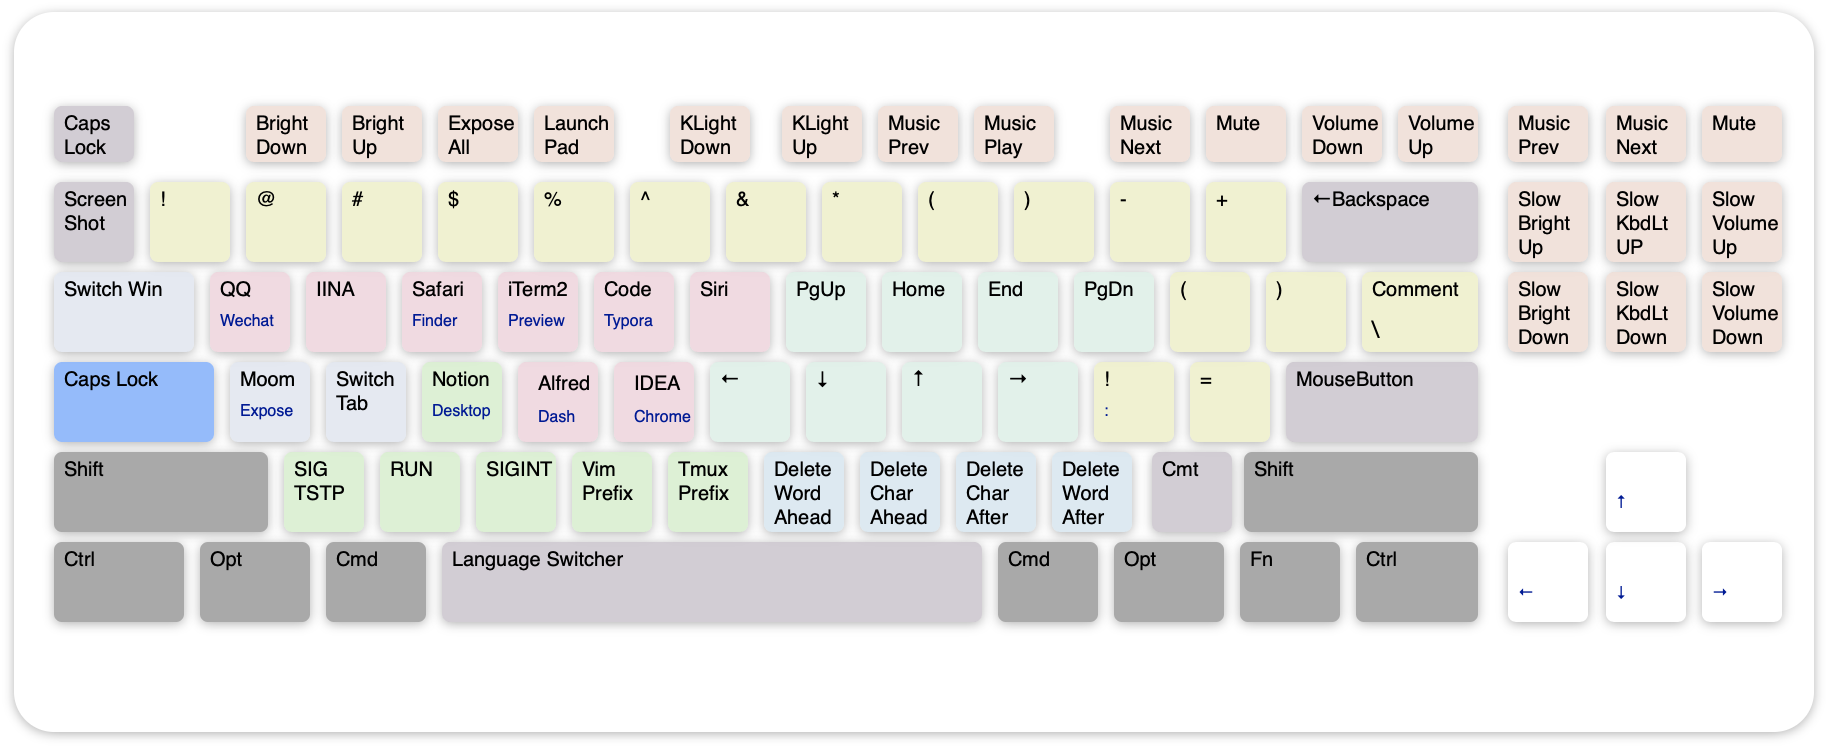 Caps
Lock
Bright
Down
Bright
Up
Expose
All
Launch
Pad
KLight
Down
KLight
Up
Music
Prev
Music
Play
Music
Next
Mute
Volume
Down
Volume
Up
Music
Prev
Music
Next
Mute
Screen
Shot
!
@
#
$
%
^
&
*
(
)
-
+
←Backspace
Slow
Bright
Up
Slow
KbdLt
UP
Slow
Volume
Up
Switch Win
QQ
Wechat
IINA
Safari
Finder
iTerm2
Preview
Code
Typora
Siri
PgUp
Home
End
PgDn
(
)
Comment
\
Slow
Bright
Down
Slow
KbdLt
Down
Slow
Volume
Down
Caps Lock
Moom
Expose
Switch
Tab
Notion
Desktop
Alfred
Dash
IDEA
Chrome
←
↓
↑
→
!
:
=
MouseButton
Shift
SIG
TSTP
RUN
SIGINT
Vim
Prefix
Tmux
Prefix
Delete
Word
Ahead
Delete
Char
Ahead
Delete
Char
After
Delete
Word
After
Cmt
Shift
↑
Ctrl
Opt
Cmd
Language Switcher
Cmd
Opt
Fn
Ctrl
←
↓
→